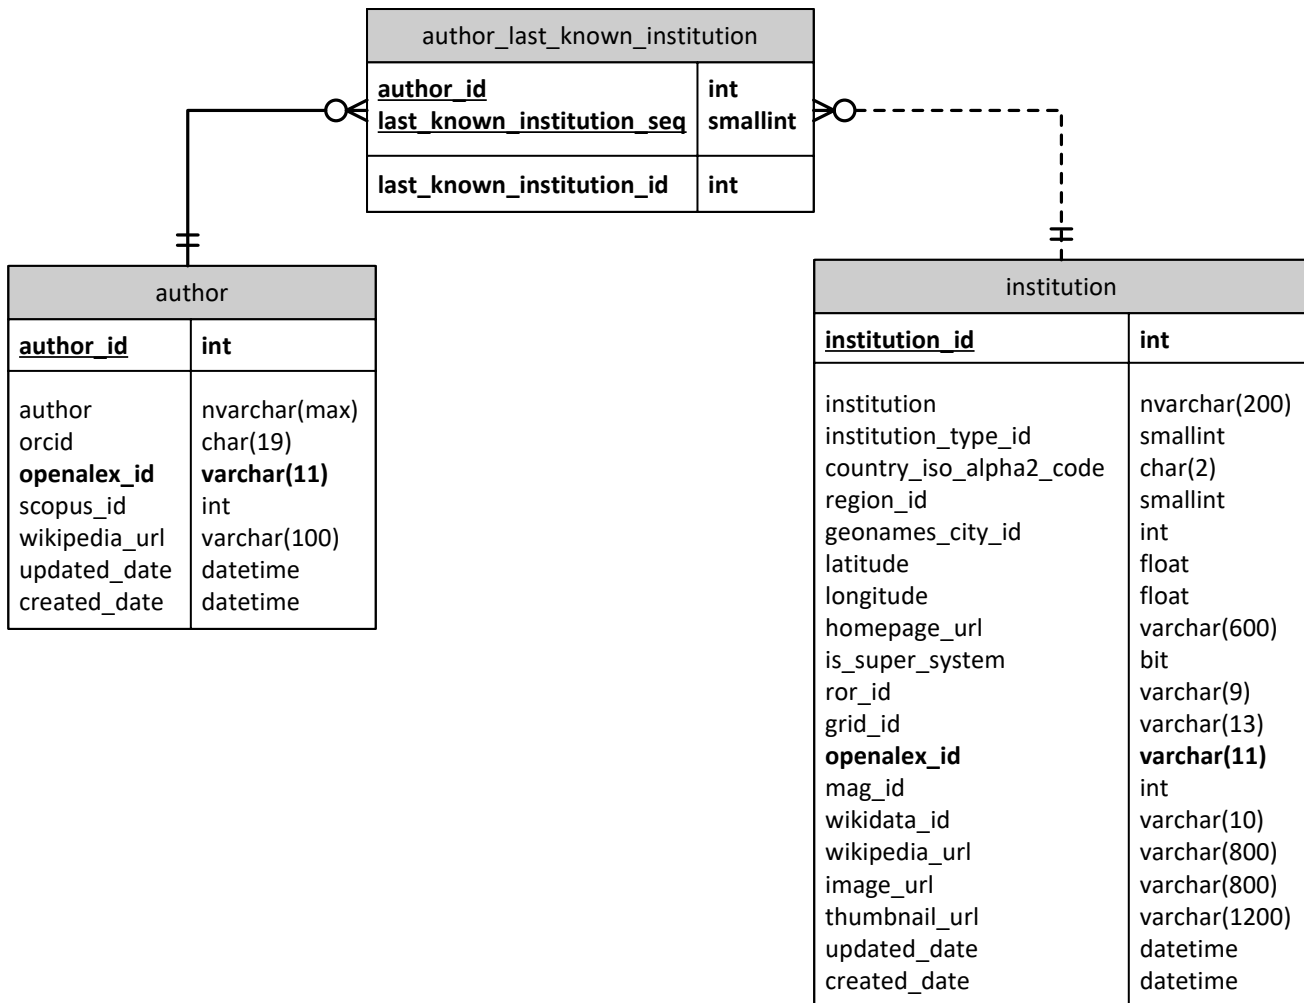 author_last_known_institution
author_id int
last_known_institution_seq smallint
last_known_institution_id int
author
author_id int
author nvarchar(max)
orcid char(19)
openalex_id varchar(11)
scopus_id int
wikipedia_url varchar(100)
updated_date datetime
created_date datetime
institution
institution_id int
institution nvarchar(200)
institution_type_id smallint
country_iso_alpha2_code char(2)
region_id smallint
geonames_city_id int
latitude float
longitude float
homepage_url varchar(600)
is_super_system bit
ror_id varchar(9)
grid_id varchar(13)
openalex_id varchar(11)
mag_id int
wikidata_id varchar(10)
wikipedia_url varchar(800)
image_url varchar(800)
thumbnail_url varchar(1200)
updated_date datetime
created_date datetime